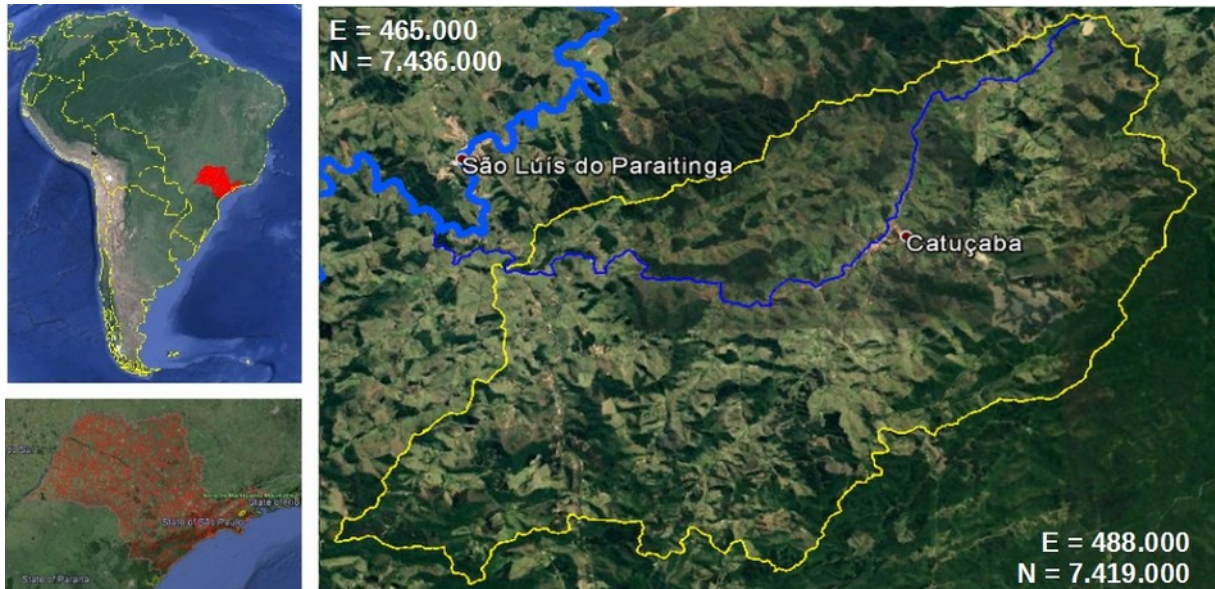 E = 465.000
N = 7.436.000
São Luís do Paraitinga
Catuçaba
E = 488.000
N = 7.419.000
State of São Paulo
State of Paraná